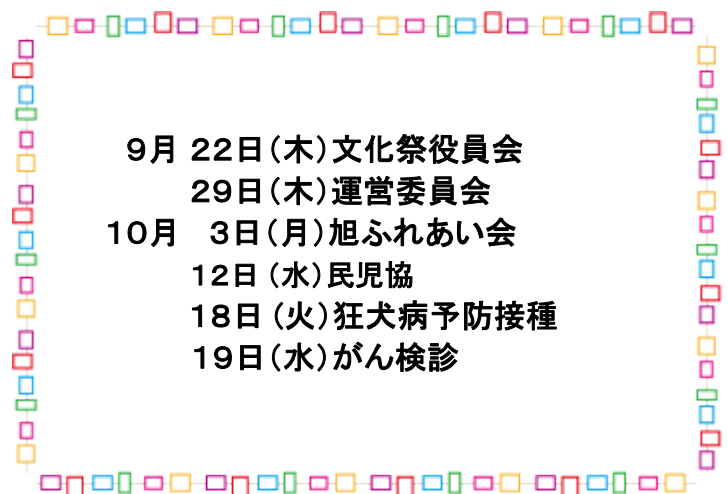 ９月 ２２日（木）文化祭役員会
２９日（木）運営委員会
１０月　３日（月）旭ふれあい会
１２日（水）民児協
１８日（火）狂犬病予防接種
１９日（水）がん検診